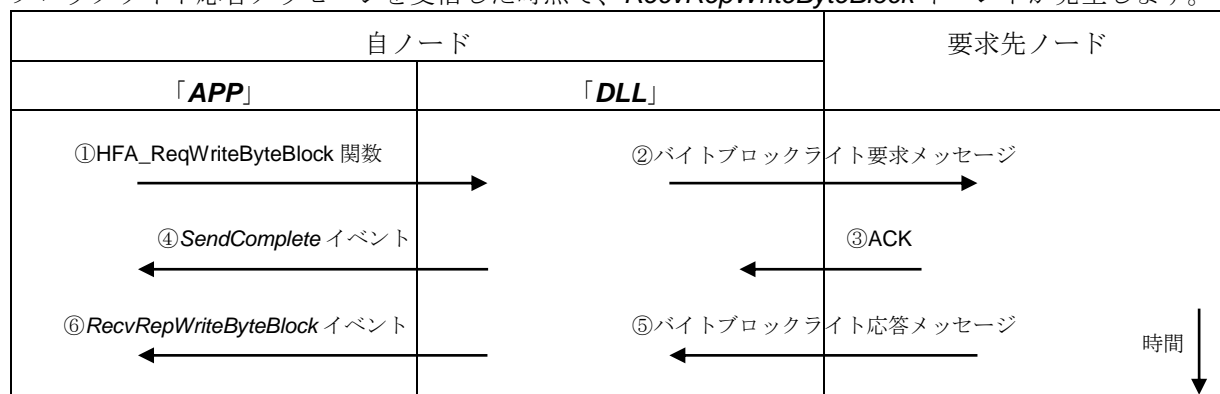 ブロックライト応答メッセージを受信した時点で、RecvRepWriteByteBlock イベントが発生します。
自ノード 要求先ノード
「APP」 「DLL」
①HFA_ReqWriteByteBlock 関数 ②バイトブロックライト要求メッセージ
④SendComplete イベント ③ACK
⑥RecvRepWriteByteBlock イベント ⑤バイトブロックライト応答メッセージ
時間